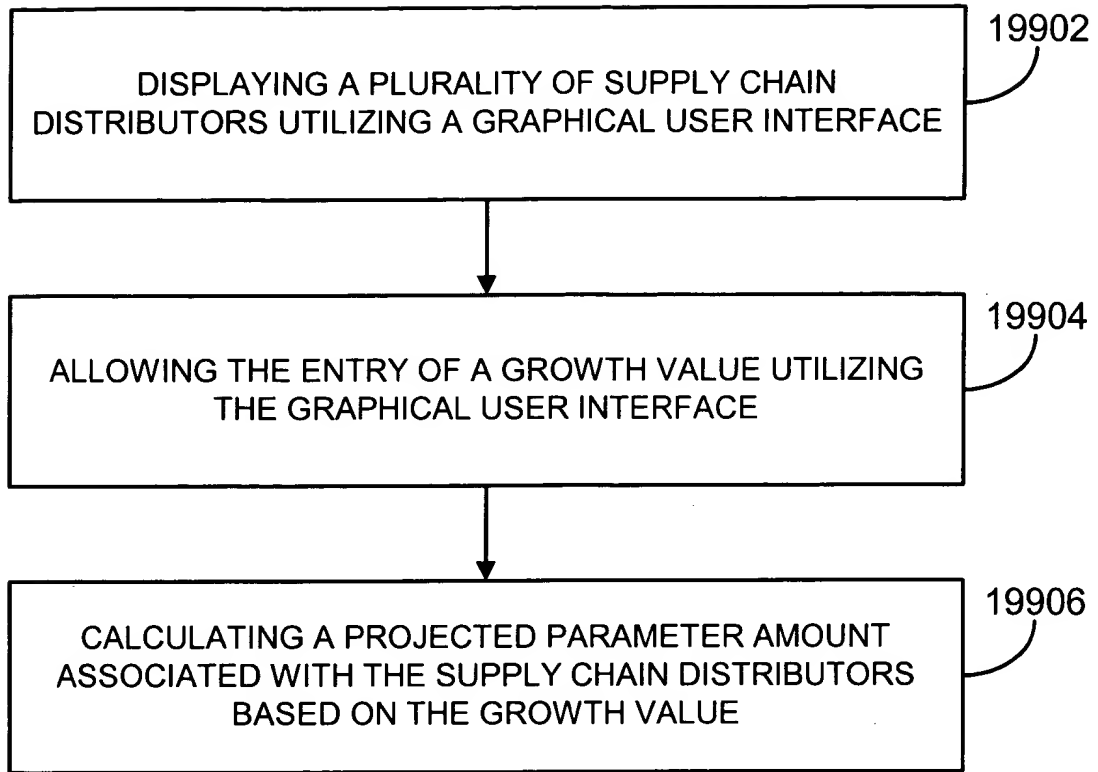 19902
DISPLAYING A PLURALITY OF SUPPLY CHAIN
DISTRIBUTORS UTILIZING A GRAPHICAL USER INTERFACE
19904
ALLOWING THE ENTRY OF A GROWTH VALUE UTILIZING
THE GRAPHICAL USER INTERFACE
19906
CALCULATING A PROJECTED PARAMETER AMOUNT
ASSOCIATED WITH THE SUPPLY CHAIN DISTRIBUTORS
BASED ON THE GROWTH VALUE